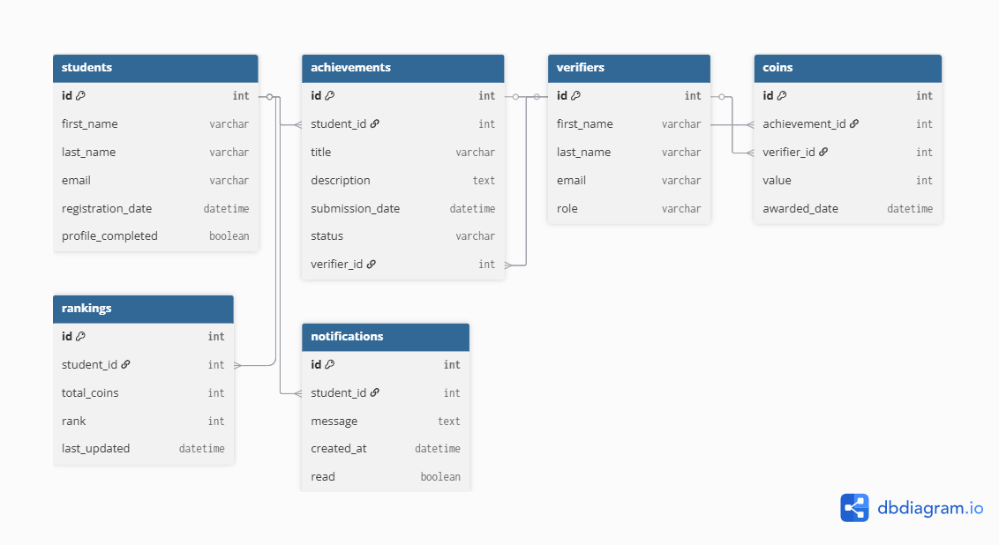 students
id int
first_name varchar
last_name varchar
email varchar
registration_date datetime
profile_completed boolean
achievements
id int
student_id int
title varchar
description text
submission_date datetime
status varchar
verifier_id int
verifiers
id int
first_name varchar
last_name varchar
email varchar
role varchar
coins
id int
achievement_id int
verifier_id int
value int
awarded_date datetime
rankings
id int
student_id int
total_coins int
rank int
last_updated datetime
notifications
id int
student_id int
message text
created_at datetime
read boolean
dbdiagram.io